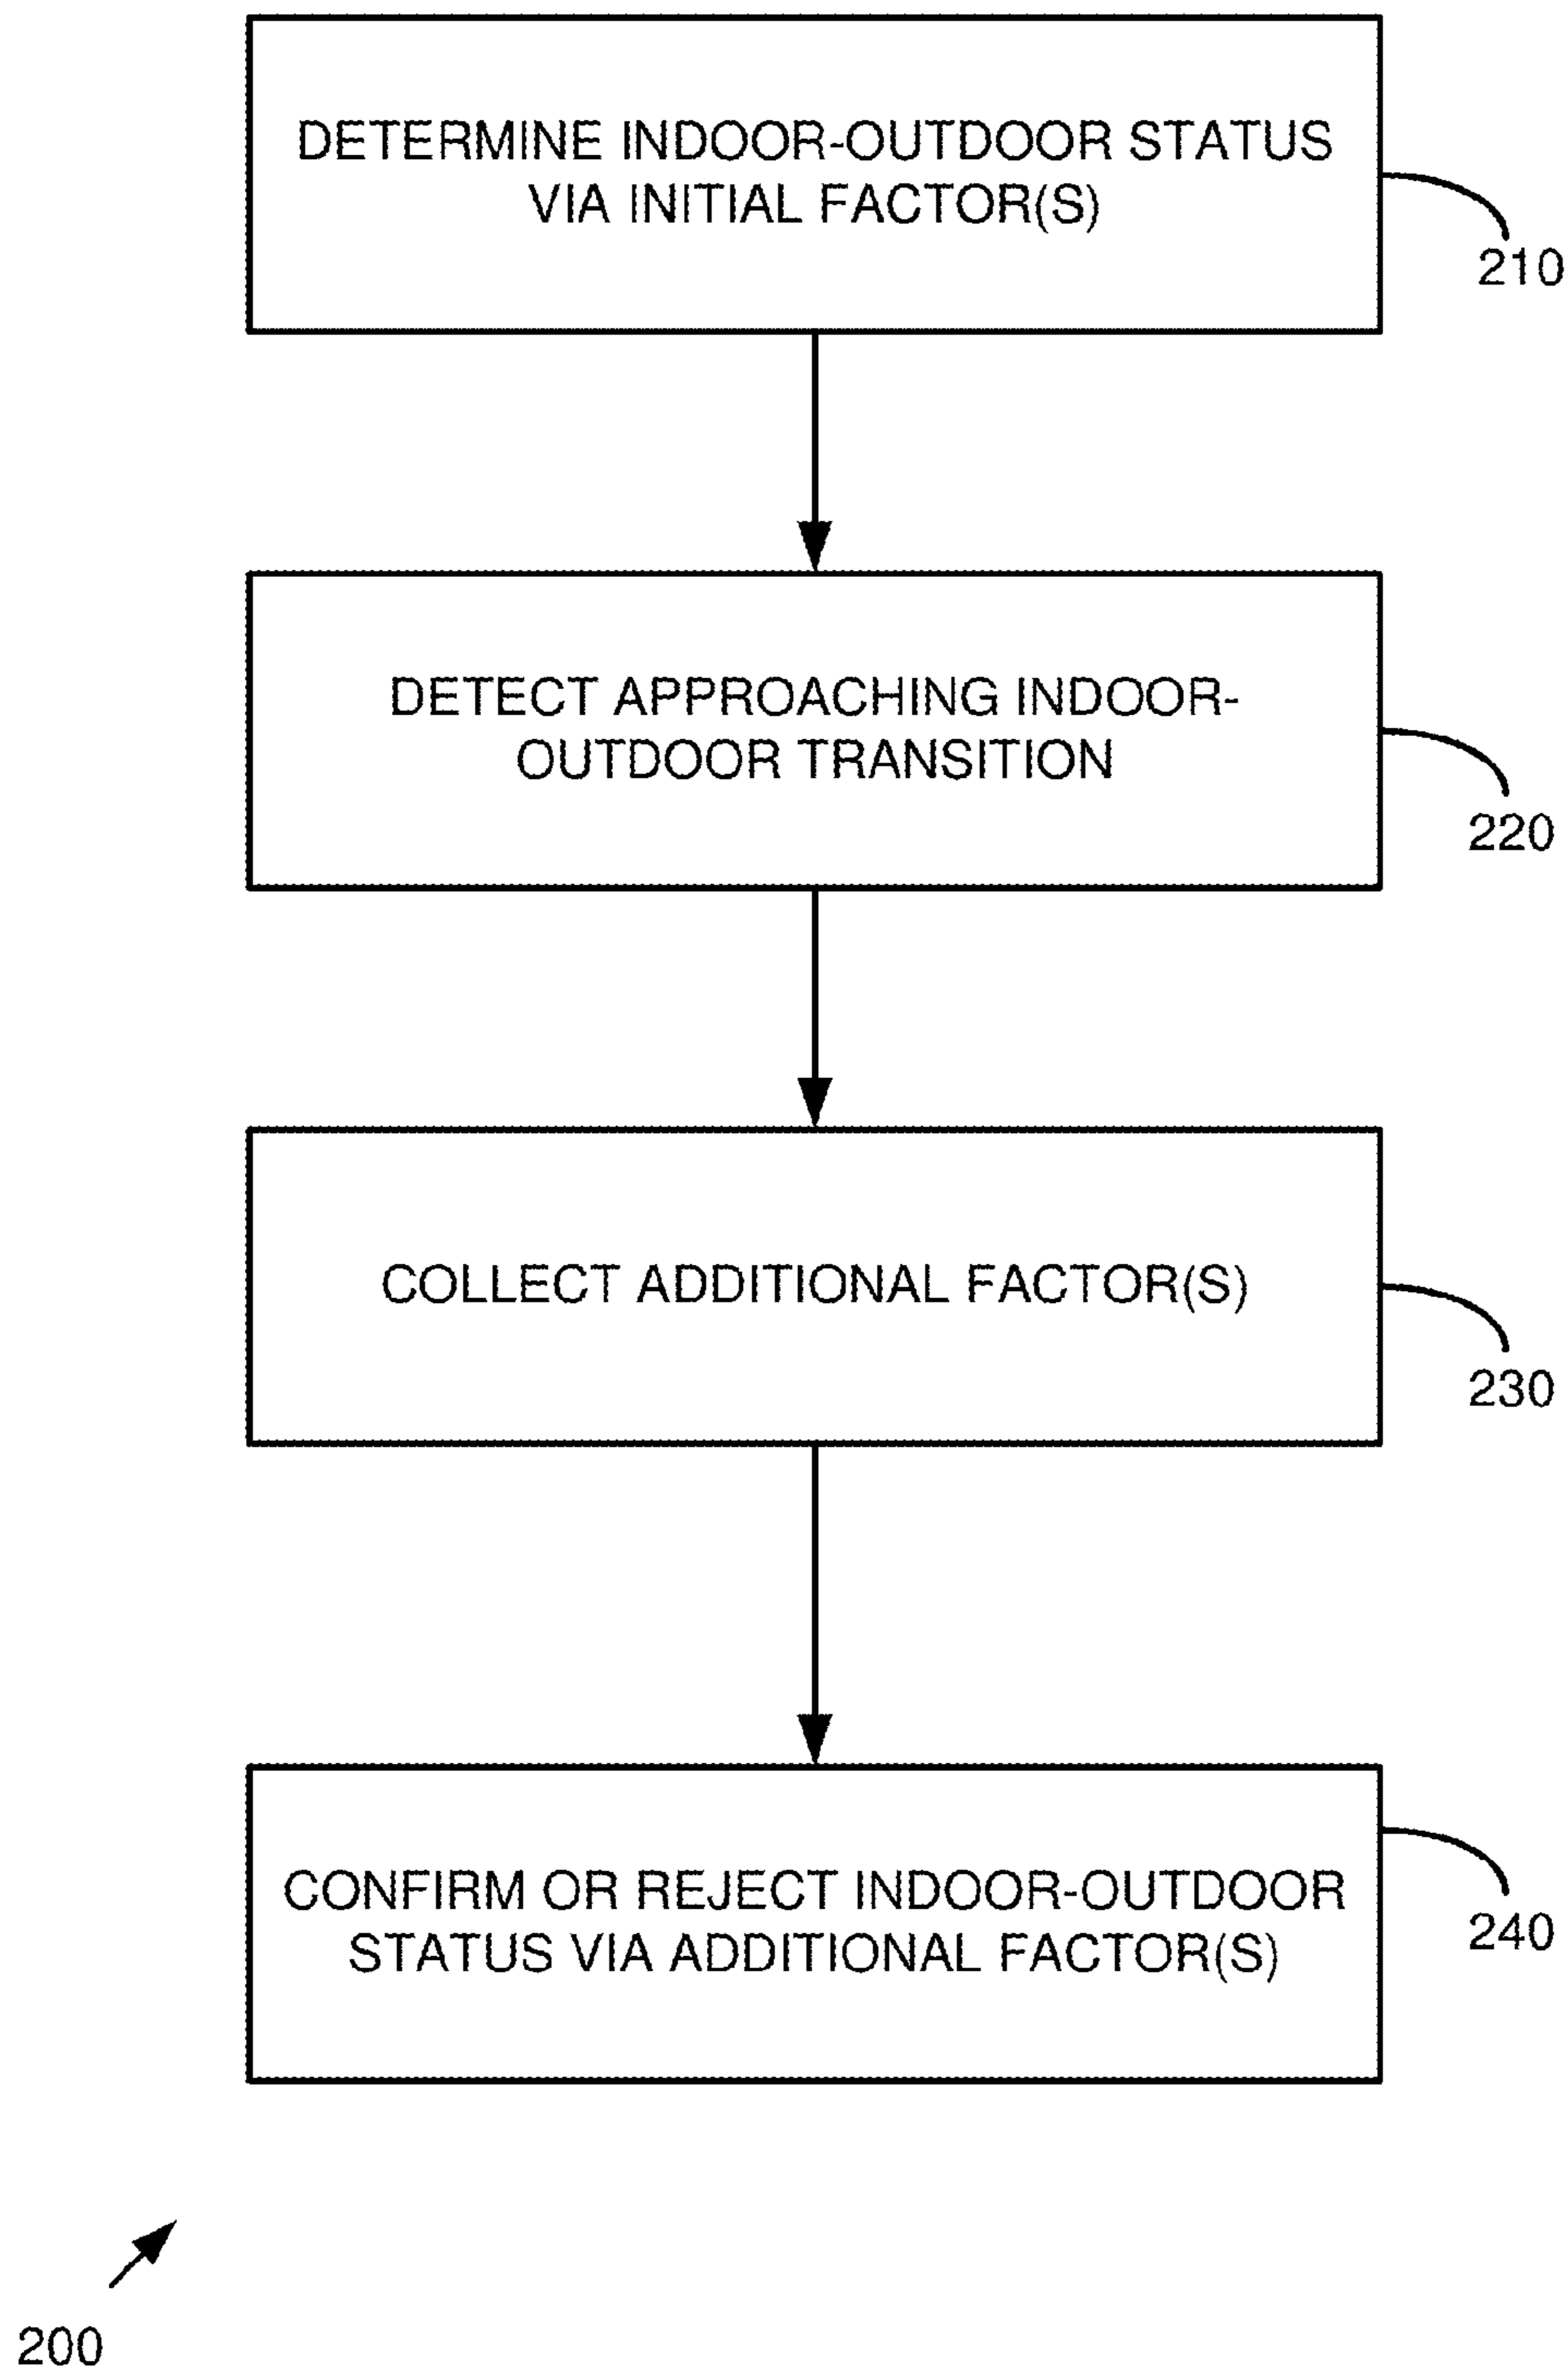 DETERMINE INDOOR-OUTDOOR STATUS
VIA INITIAL FACTOR(S)
210
DETECT APPROACHING INDOOR-
OUTDOOR TRANSITION
220
COLLECT ADDITIONAL FACTOR(S)
230
CONFIRM OR REJECT INDOOR-OUTDOOR
STATUS VIA ADDITIONAL FACTOR(S)
240
200